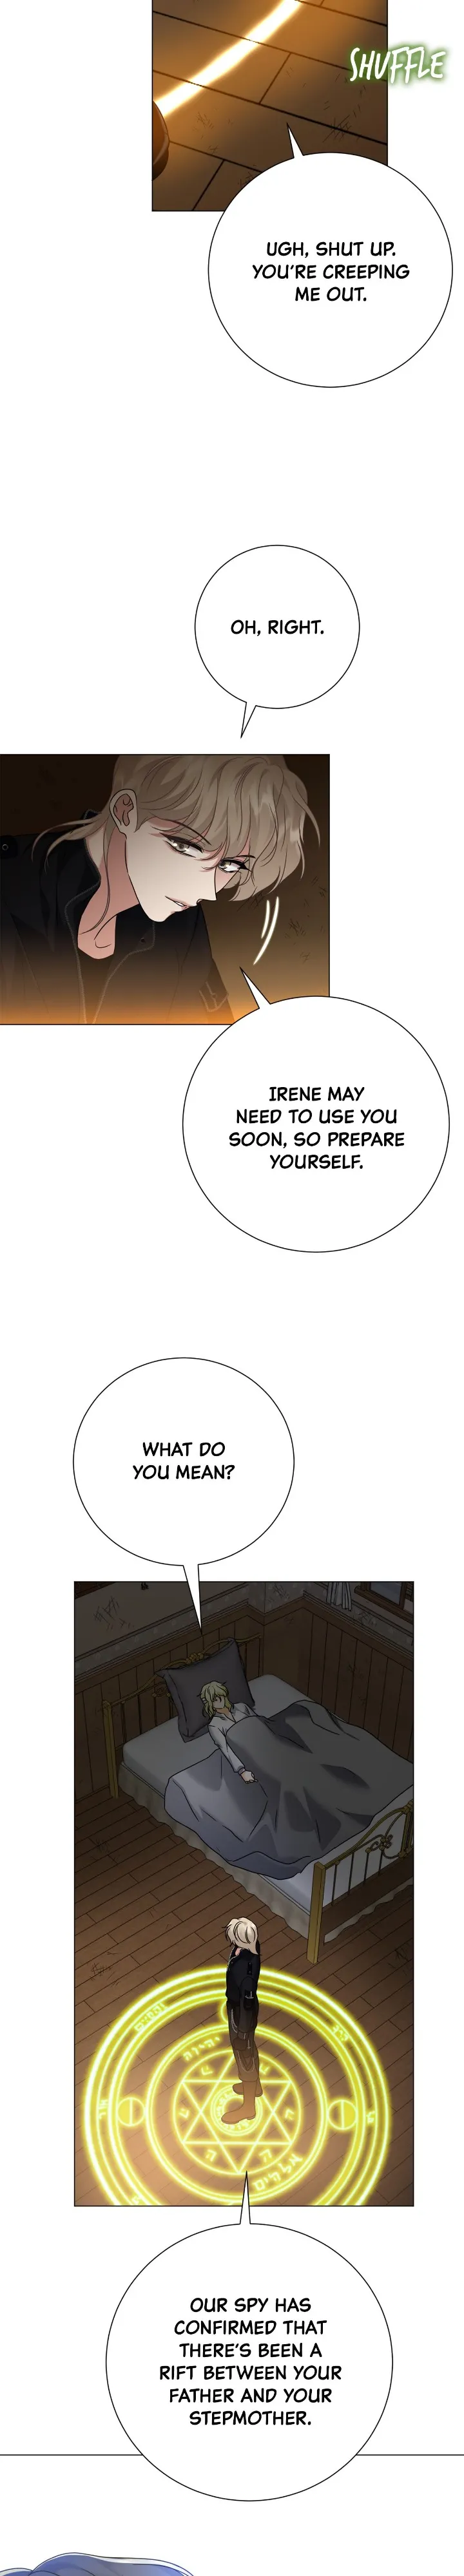 SHUFFLE
UGH, SHUT UP.
YOU'RE CREEPING
ME OUT.
OH, RIGHT.
IRENE MAY
NEED TO USE YOU
SOON, SO PREPARE
YOURSELF.
WHAT DO
YOU MEAN?
OUR SPY HAS
CONFIRMED THAT
THERE'S BEEN A
RIFT BETWEEN YOUR
FATHER AND YOUR
STEPMOTHER.